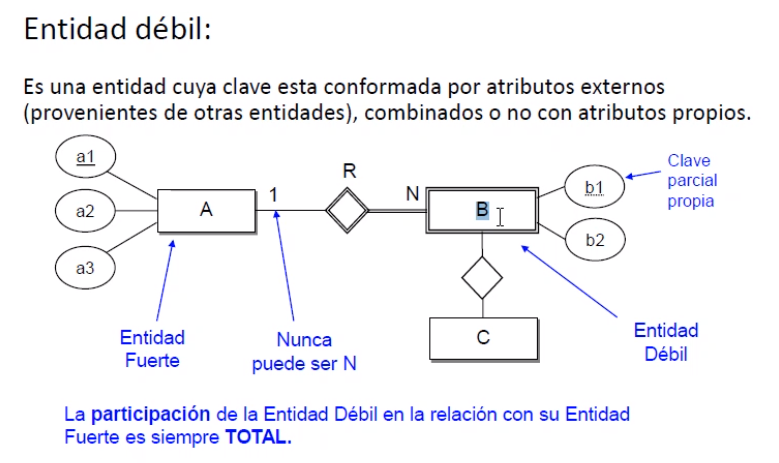 Entidad débil:
Es una entidad cuya clave esta conformada por atributos externos
(provenientes de otras entidades), combinados o no con atributos propios.
a1
a2
a3
A
1
R
N
B
b1
b2
C
Clave
parcial
propia
Entidad
Fuerte
Nunca
puede ser N
Entidad
Débil
La participación de la Entidad Débil en la relación con su Entidad
Fuerte es siempre TOTAL.